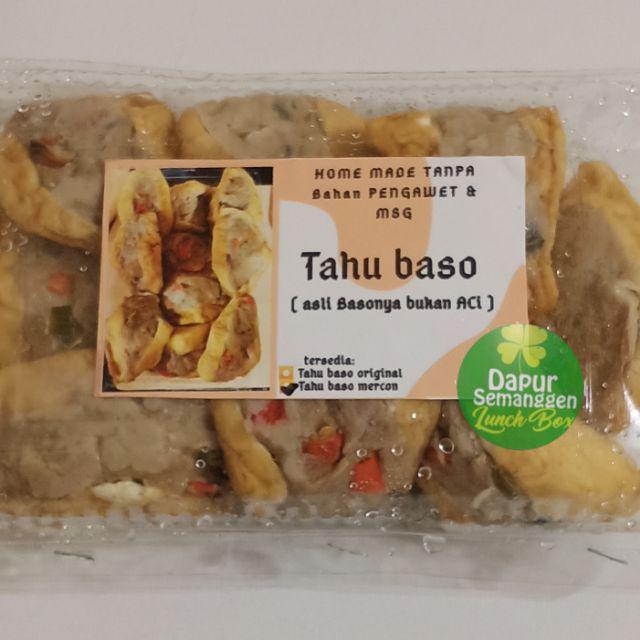 HOME MADE TANPA
Bahan PENGAWET &
MSG
Tahu baso
( asli Basonya bukan ACi )
tersedia:
Tahu baso original
Tahu baso mercon
Dapur
Semanggen
Lunch Box